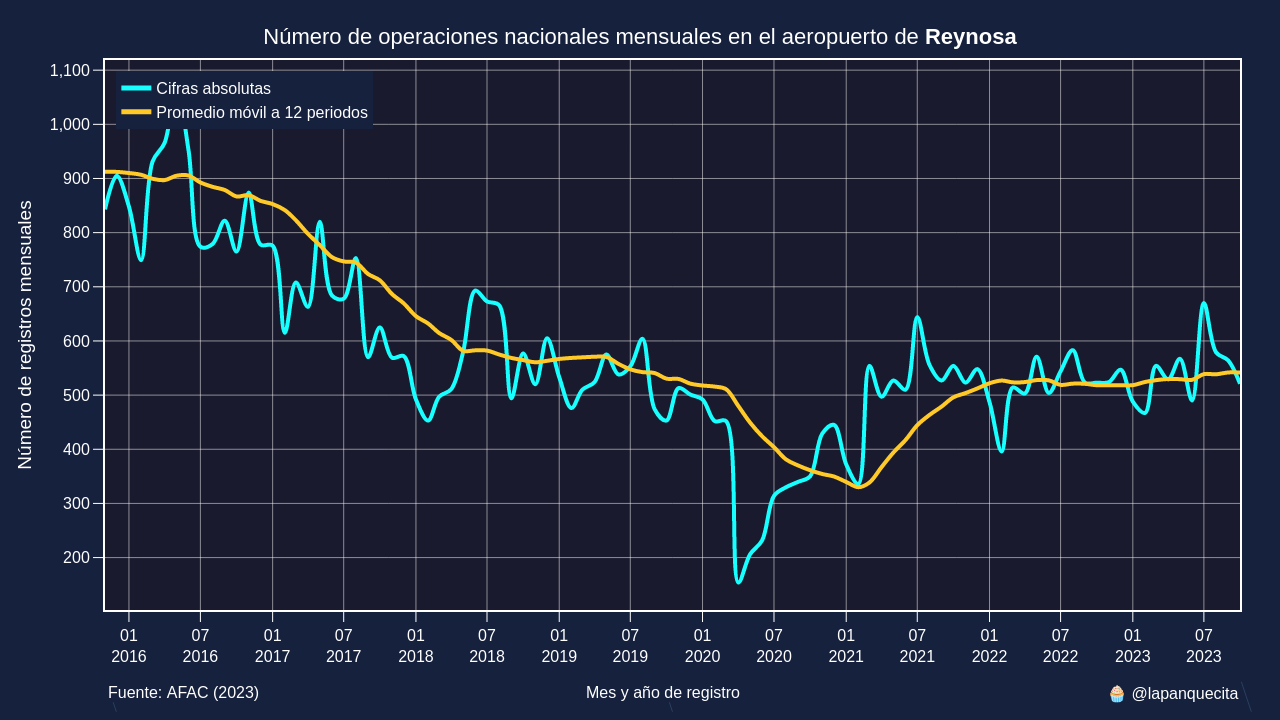 Número de operaciones nacionales mensuales en el aeropuerto de Reynosa
Cifras absolutas
Promedio móvil a 12 periodos
Número de registros mensuales
1,100
1,000
900
800
700
600
500
400
300
200
01 07 01 07 01 07 01 07 01 07 01 07 01 07 01 07
2016 2016 2017 2017 2018 2018 2019 2019 2020 2020 2021 2021 2022 2022 2023 2023
Fuente: AFAC (2023) Mes y año de registro 🧁 @lapanquecita